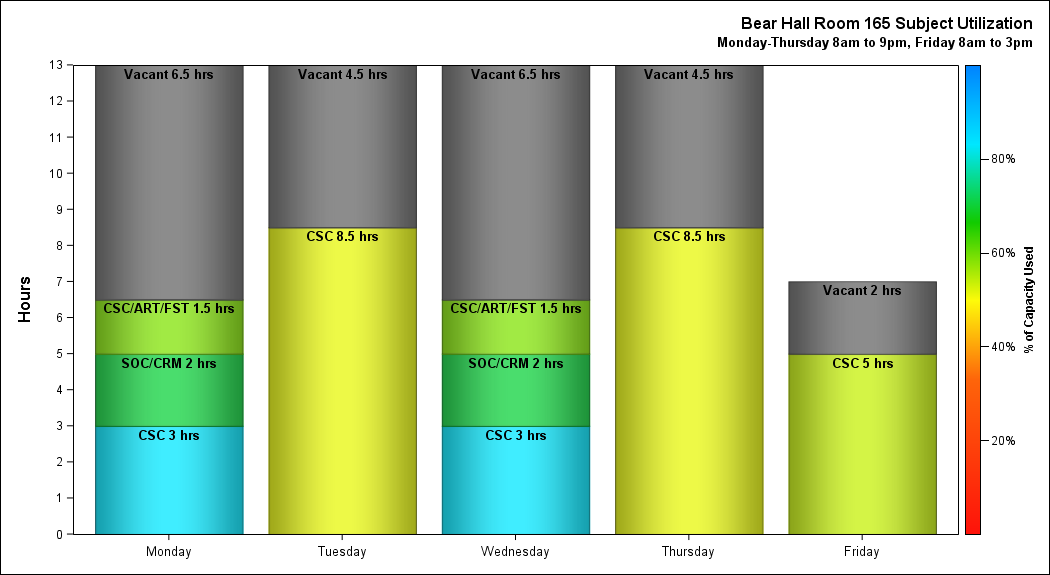 Bear Hall Room 165 Subject Utilization
Monday-Thursday 8am to 9pm, Friday 8am to 3pm
Hours
13
12
11
10
9
8
7
6
5
4
3
2
1
0
Vacant 6.5 hrs
CSC/ART/FST 1.5 hrs
SOC/CRM 2 hrs
CSC 3 hrs
Vacant 4.5 hrs
CSC 8.5 hrs
Vacant 6.5 hrs
CSC/ART/FST 1.5 hrs
SOC/CRM 2 hrs
CSC 3 hrs
Vacant 4.5 hrs
CSC 8.5 hrs
Vacant 2 hrs
CSC 5 hrs
Monday
Tuesday
Wednesday
Thursday
Friday
80%
60%
40%
20%
% of Capacity Used